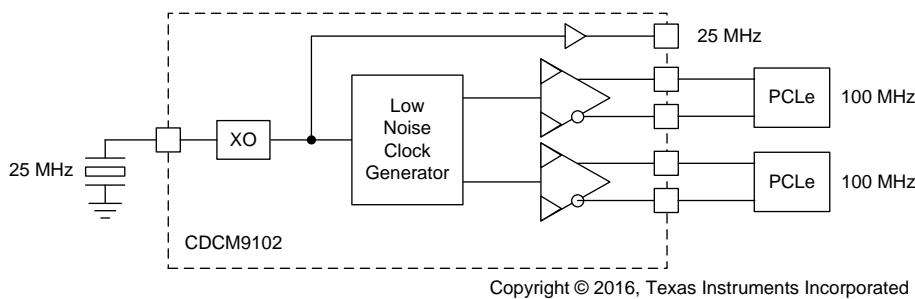 25 MHz
XO
Low
Noise
Clock
Generator
25 MHz
PCLe
100 MHz
PCLe
100 MHz
CDCM9102
Copyright © 2016, Texas Instruments Incorporated